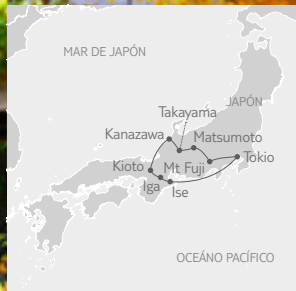 MAR DE JAPÓN
JAPÓN
Takayama
Kanazawa
Matsumoto
Kioto
Mt Fuji
Tokio
Iga
Ise
OCEÁNO PACÍFICO